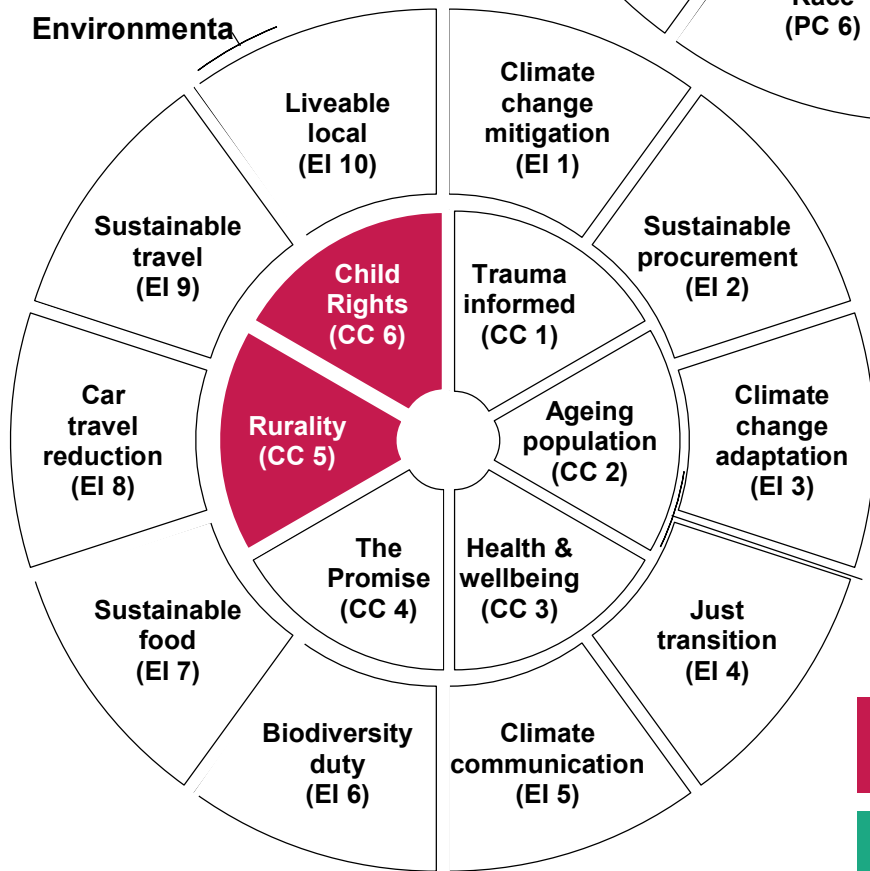 Environmenta
(PC 6)
Climate
change
mitigation
(EI 1)
Sustainable
procurement
(EI 2)
Climate
change
adaptation
(EI 3)
Just
transition
(EI 4)
Climate
communication
(EI 5)
Biodiversity
duty
(EI 6)
Sustainable
food
(EI 7)
Car
travel
reduction
(EI 8)
Sustainable
travel
(EI 9)
Liveable
local
(EI 10)
Trauma
informed
(CC 1)
Ageing
population
(CC 2)
Health &
wellbeing
(CC 3)
The
Promise
(CC 4)
Rurality
(CC 5)
Child
Rights
(CC 6)